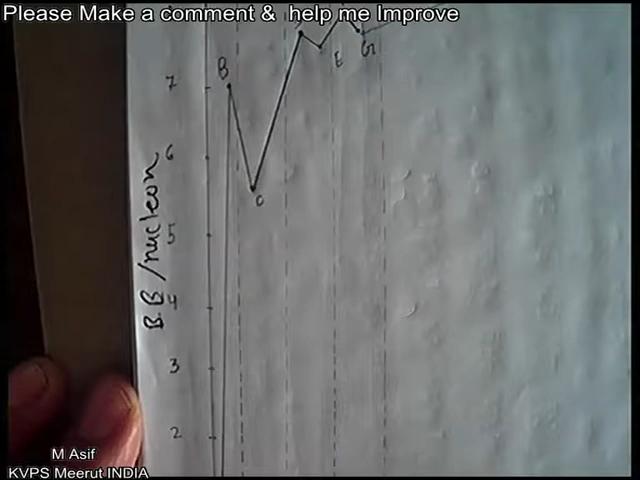 Please Make a comment & help me Improve
B
E
G
7
6
C
5
4
3
2
B.B/nucleon
M Asif
KVPS Meerut INDIA